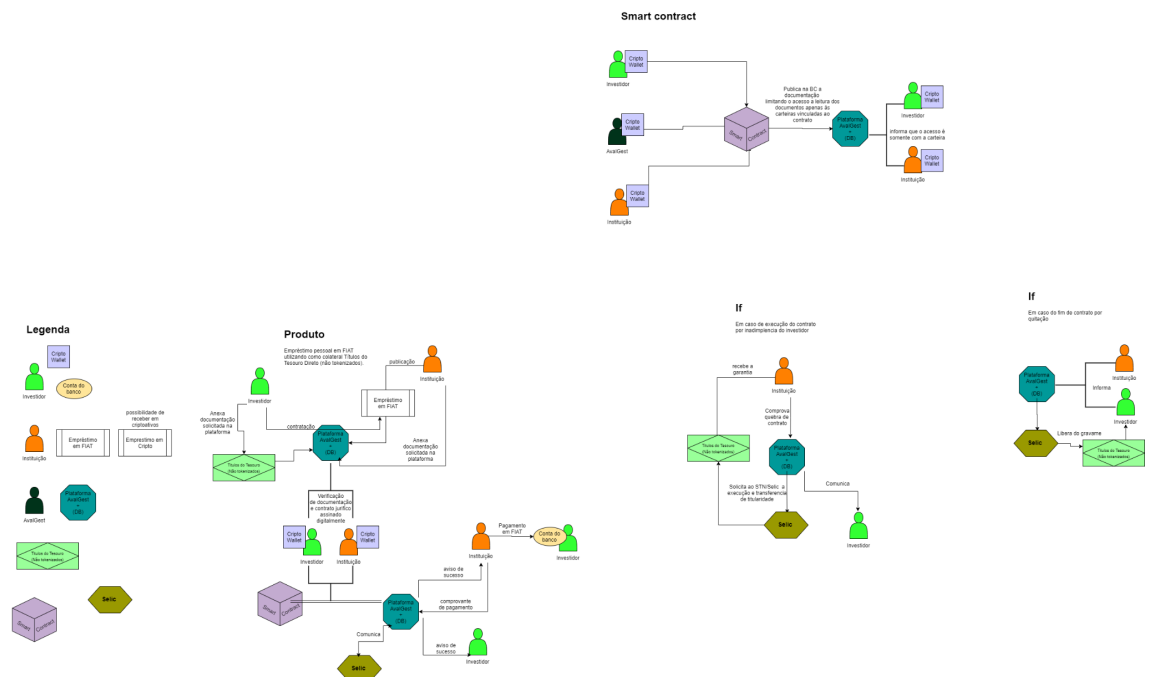 Smart contract
Cripto
Wallet
Investidor
Cripto
Wallet
AvalGest
Cripto
Wallet
Instituição
Smart
Contract
Publica na BC a
documentação
limitando o acesso a leitura dos
documentos apenas às
carteiras vinculadas ao
contrato
Plataforma
AvalGest
+
(DB)
Cripto
Wallet
Investidor
informa que o acesso é
somente com a carteira
Cripto
Wallet
Instituição
Legenda
Cripto
Wallet
Investidor
Conta do
banco
Instituição
Empréstimo
em FIAT
possibilidade de
receber em
criptoativos
Emprestimo em
Cripto
AvalGest
Plataforma
AvalGest
+
(DB)
Titulos do Tesouro
(Não tokenizados)
Selic
Smart
Contract
Produto
Empréstimo pessoal em FIAT
utilizando como colateral Títulos do
Tesouro Direto (não tokenizados).
Investidor
publicação
Instituição
Empréstimo
em FIAT
Anexa
documentação
solicitada na
plataforma
contratação
Plataforma
AvalGest
+
(DB)
Anexa
documentação
solicitada na
plataforma
Titulos do Tesouro
(Não tokenizados)
Verificação
de documentação
e contrato jurífico
assinado
digitalmente
Cripto
Wallet
Investidor
Cripto
Wallet
Instituição
Smart
Contract
Plataforma
AvalGest
+
(DB)
Comunica
Selic
aviso de
sucesso
Instituição
Pagamento
em FIAT
Conta do
banco
Investidor
comprovante
de pagamento
aviso de
sucesso
Investidor
If
Em caso de execução do contrato
por inadimplencia do investidor
recebe a
garantia
Instituição
Comprova
quebra de
contrato
Titulos do Tesouro
(Não tokenizados)
Plataforma
AvalGest
+
(DB)
Solicita ao STN/Selic a
execução e transferencia
de titularidade
Comunica
Selic
Investidor
If
Em caso do fim de contrato por
quitação
Plataforma
AvalGest
+
(DB)
Instituição
informa
Investidor
Selic
Libera do gravame
Titulos do Tesouro
(Não tokenizados)